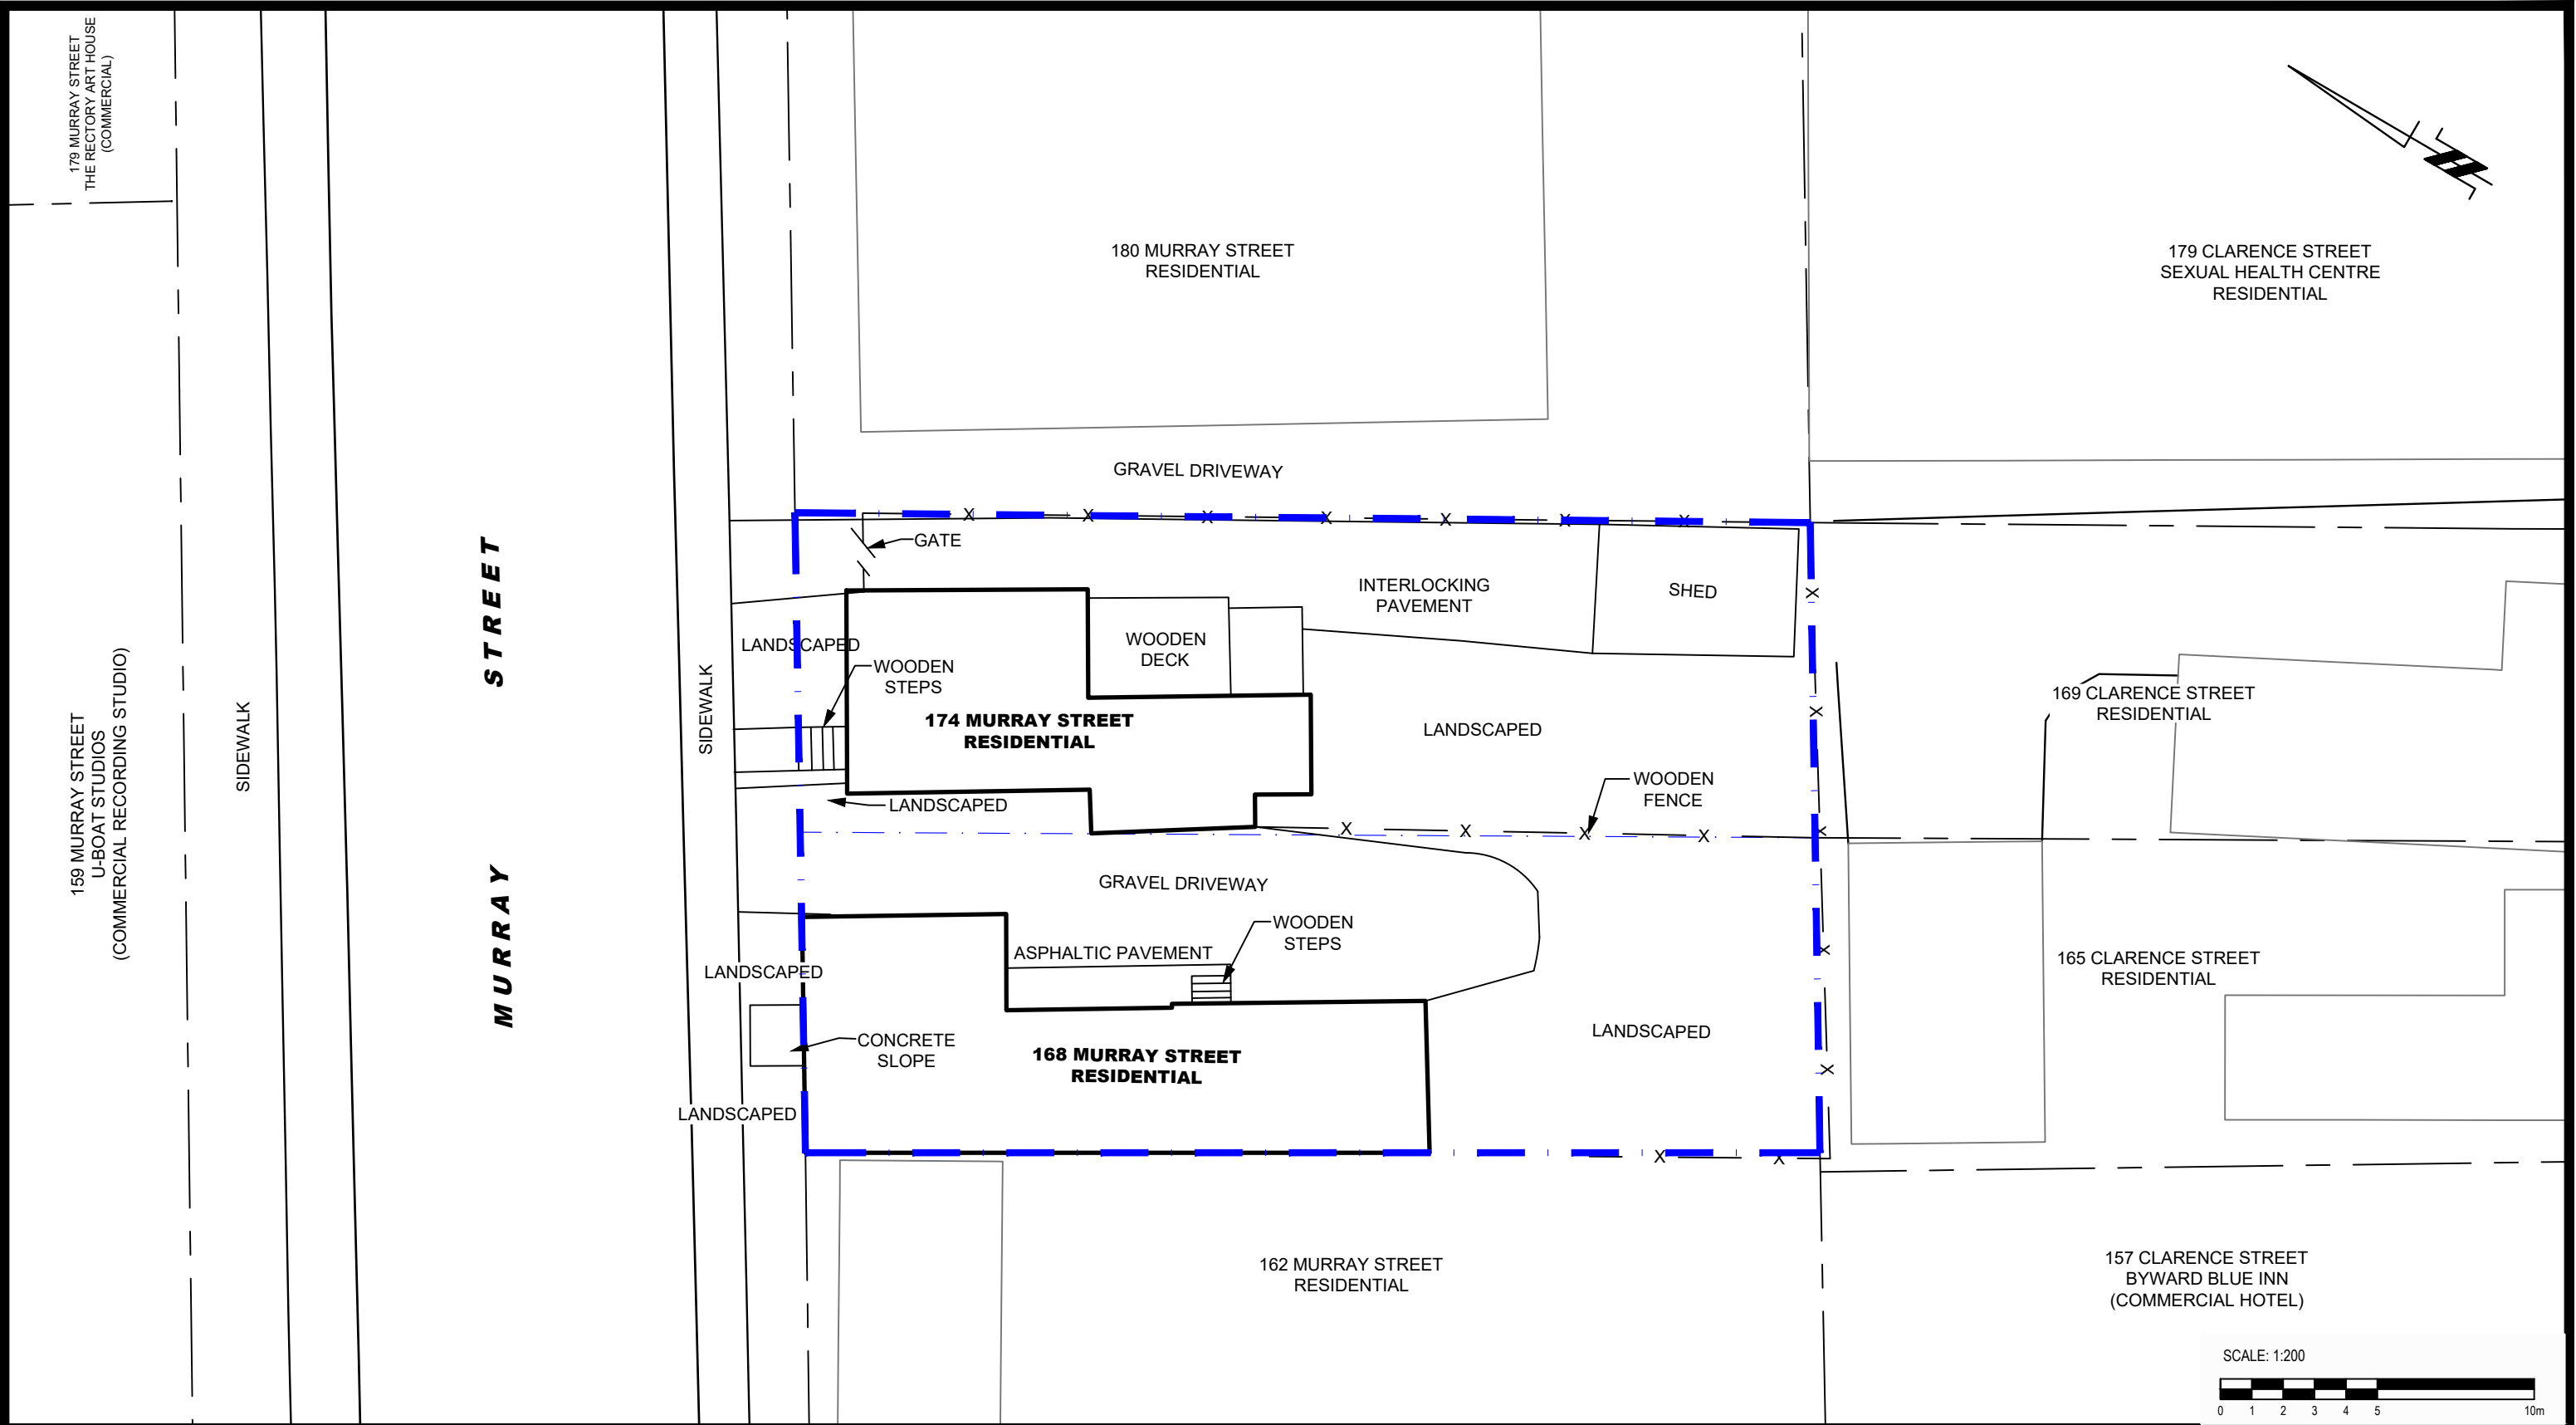 179 MURRAY STREET
THE RECTORY ART HOUSE
(COMMERCIAL)
180 MURRAY STREET
RESIDENTIAL
179 CLARENCE STREET
SEXUAL HEALTH CENTRE
RESIDENTIAL
GRAVEL DRIVEWAY
GATE
INTERLOCKING
PAVEMENT
SHED
LANDSCAPED
WOODEN
STEPS
WOODEN
DECK
174 MURRAY STREET
RESIDENTIAL
LANDSCAPED
169 CLARENCE STREET
RESIDENTIAL
WOODEN
FENCE
LANDSCAPED
159 MURRAY STREET
U-BOAT STUDIOS
(COMMERCIAL RECORDING STUDIO)
SIDEWALK
MURRAY STREET
SIDEWALK
GRAVEL DRIVEWAY
WOODEN
STEPS
ASPHALTIC PAVEMENT
LANDSCAPED
165 CLARENCE STREET
RESIDENTIAL
CONCRETE
SLOPE
168 MURRAY STREET
RESIDENTIAL
LANDSCAPED
LANDSCAPED
162 MURRAY STREET
RESIDENTIAL
157 CLARENCE STREET
BYWARD BLUE INN
(COMMERCIAL HOTEL)
SCALE: 1:200
0 1 2 3 4 5 10m